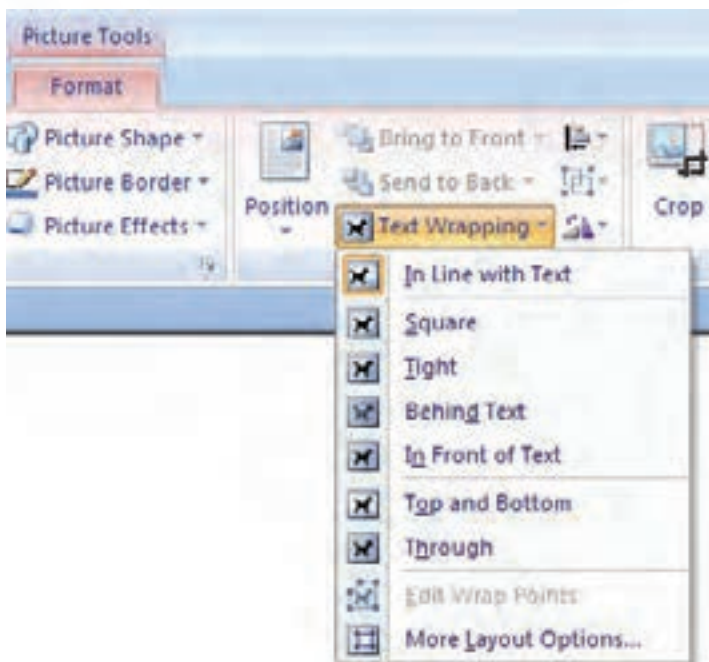 Picture Tools
Format
Picture Shape
Picture Border
Picture Effects
Position
Bring to Front
Send to Back
Text Wrapping
Crop
In Line with Text
Square
Tight
Behind Text
In Front of Text
Top and Bottom
Through
Edit Wrap Points
More Layout Options...